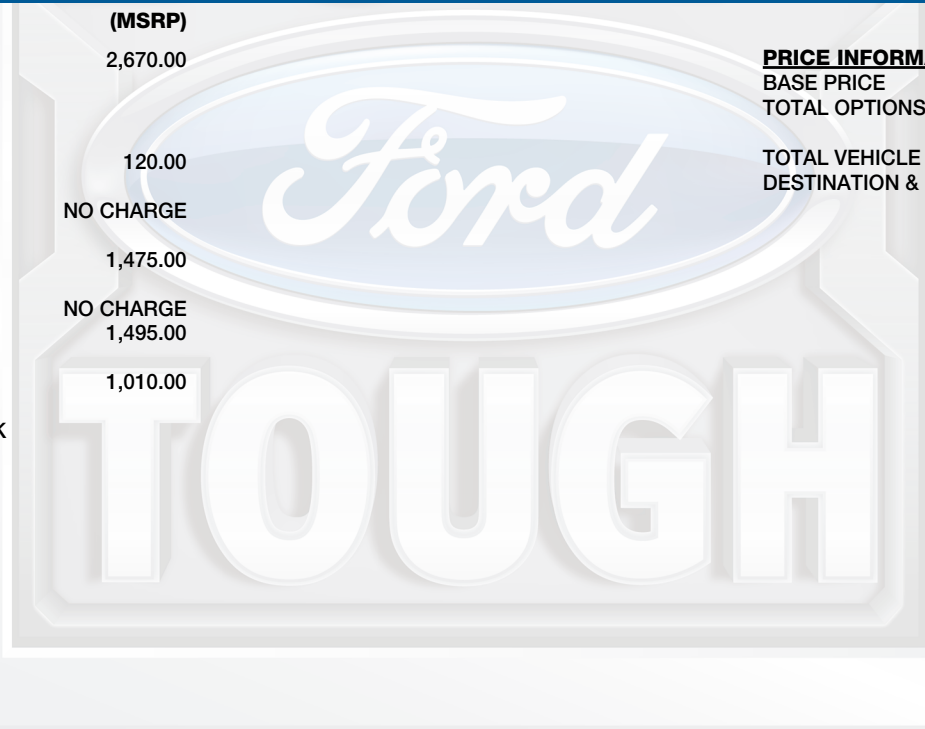 (MSRP)
2,670.00
120.00
NO CHARGE
1,475.00
NO CHARGE
1,495.00
1,010.00
PRICE INFORM
BASE PRICE
TOTAL OPTIONS
TOTAL VEHICLE
DESTINATION &
Ford
TOUGH